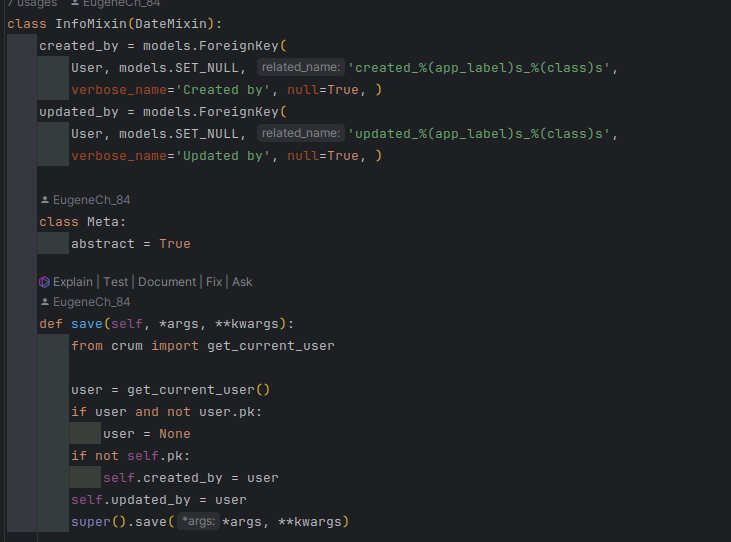 7 usages EugeneCh_84
class InfoMixin(DateMixin):
    created_by = models.ForeignKey(
        User, models.SET_NULL, related_name: 'created_%(app_label)s_%(class)s',
        verbose_name='Created by', null=True, )
    updated_by = models.ForeignKey(
        User, models.SET_NULL, related_name: 'updated_%(app_label)s_%(class)s',
        verbose_name='Updated by', null=True, )
    EugeneCh_84
    class Meta:
        abstract = True
    Explain | Test | Document | Fix | Ask
    EugeneCh_84
    def save(self, *args, **kwargs):
        from crum import get_current_user
        user = get_current_user()
        if user and not user.pk:
            user = None
        if not self.pk:
            self.created_by = user
        self.updated_by = user
        super().save( *args: *args, **kwargs)